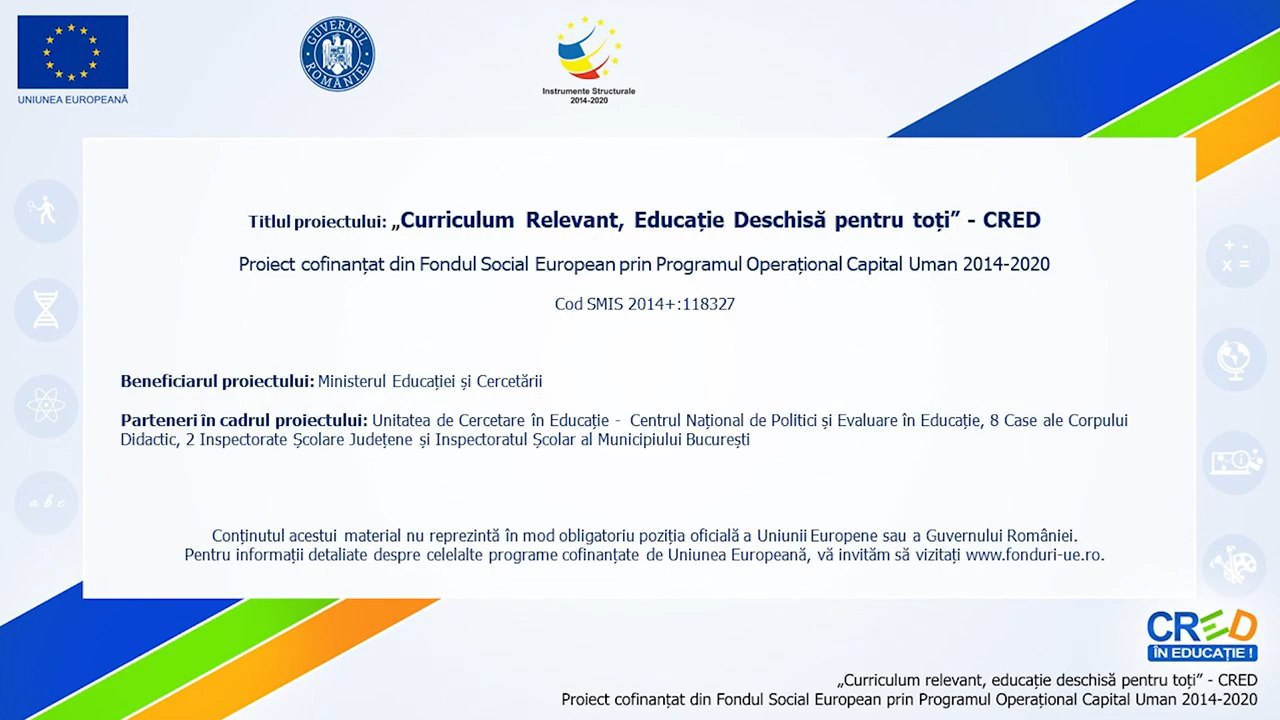 UNIUNEA EUROPEANĂ
GUVERNUL ROMÂNIEI
Instrumente Structurale
2014-2020
Titlul proiectului: „Curriculum Relevant, Educație Deschisă pentru toți” - CRED
Proiect cofinanțat din Fondul Social European prin Programul Operațional Capital Uman 2014-2020
Cod SMIS 2014+:118327
Beneficiarul proiectului: Ministerul Educației și Cercetării
Parteneri în cadrul proiectului: Unitatea de Cercetare în Educație - Centrul Național de Politici și Evaluare în Educație, 8 Case ale Corpului
Didactic, 2 Inspectorate Școlare Județene și Inspectoratul Școlar al Municipiului București
Conținutul acestui material nu reprezintă în mod obligatoriu poziția oficială a Uniunii Europene sau a Guvernului României.
Pentru informații detaliate despre celelalte programe cofinanțate de Uniunea Europeană, vă invităm să vizitați www.fonduri-ue.ro.
+ -
x =
a b c
CRED
ÎN EDUCAȚIE !
„Curriculum relevant, educație deschisă pentru toți” - CRED
Proiect cofinanțat din Fondul Social European prin Programul Operațional Capital Uman 2014-2020